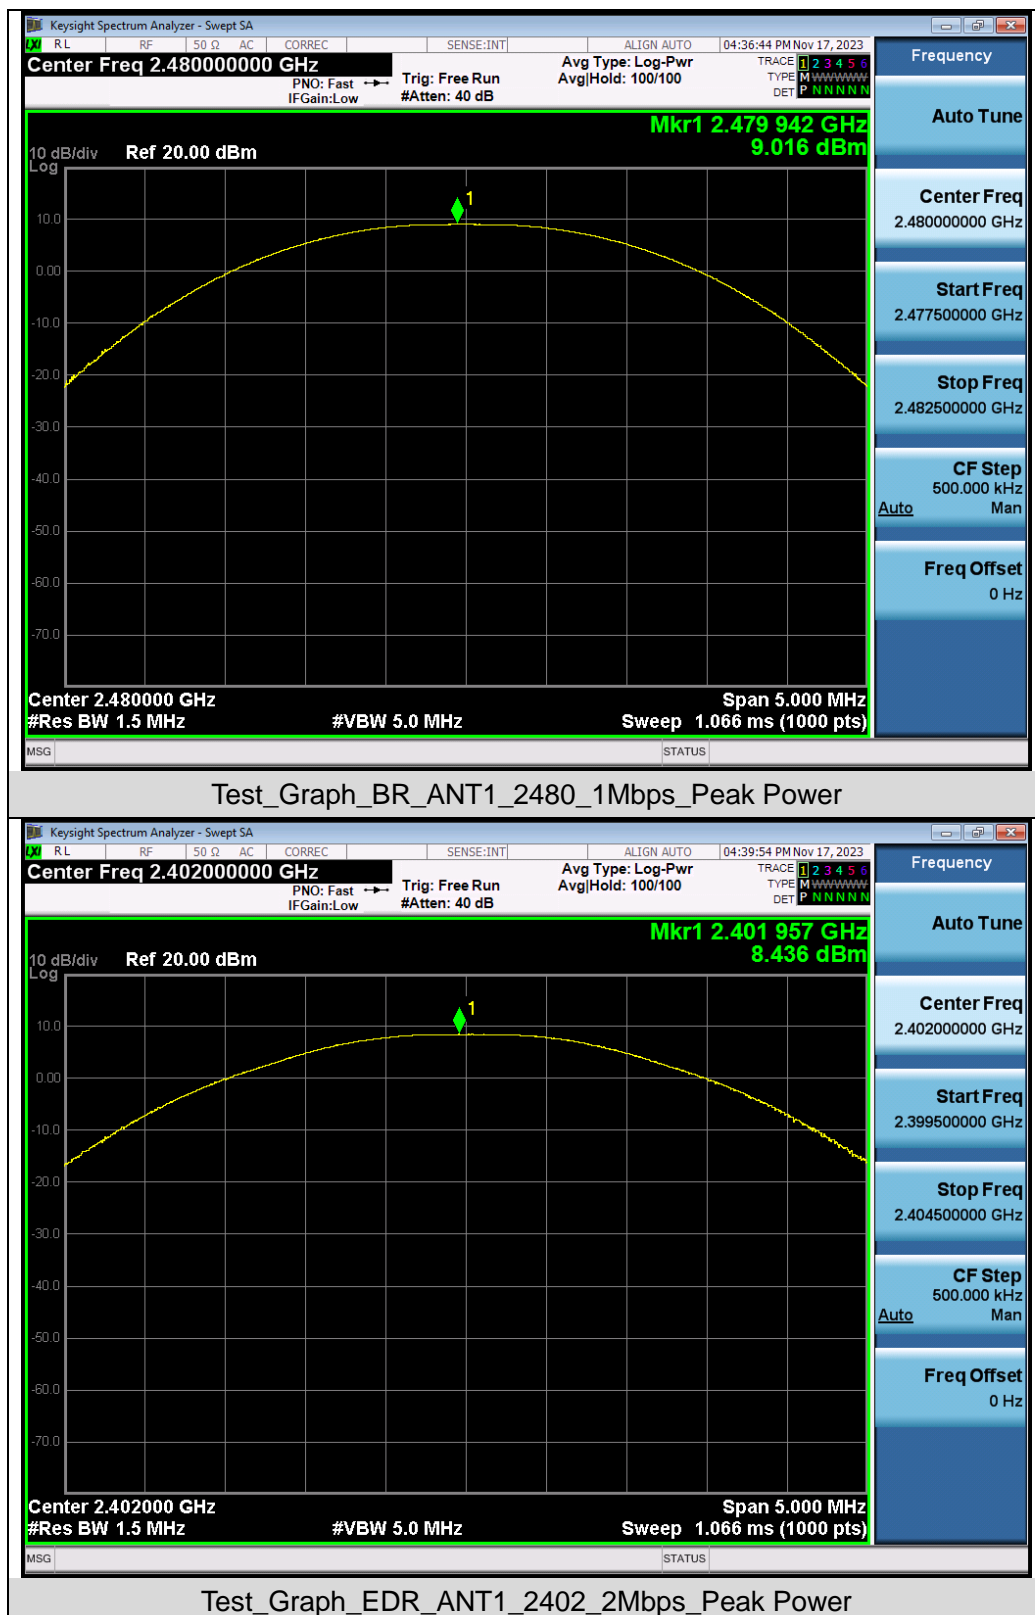 Keysight Spectrum Analyzer - Swept SA
LXI RL RF 50 Ω AC CORREC SENSE:INT ALIGN AUTO 04:36:44 PM Nov 17, 2023
Center Freq 2.480000000 GHz
PNO: Fast
IFGain:Low
Trig: Free Run
#Atten: 40 dB
Avg Type: Log-Pwr
Avg|Hold: 100/100
TRACE 1 2 3 4 5 6
TYPE M WWWWW
DET P N N N N N
Mkr1 2.479 942 GHz
9.016 dBm
10 dB/div Ref 20.00 dBm
Log
1
10.0
0.00
-10.0
-20.0
-30.0
-40.0
-50.0
-60.0
-70.0
Center 2.480000 GHz Span 5.000 MHz
#Res BW 1.5 MHz #VBW 5.0 MHz Sweep 1.066 ms (1000 pts)
MSG STATUS
Frequency
Auto Tune
Center Freq
2.480000000 GHz
Start Freq
2.477500000 GHz
Stop Freq
2.482500000 GHz
CF Step
500.000 kHz
Auto Man
Freq Offset
0 Hz
Test_Graph_BR_ANT1_2480_1Mbps_Peak Power
Keysight Spectrum Analyzer - Swept SA
LXI RL RF 50 Ω AC CORREC SENSE:INT ALIGN AUTO 04:39:54 PM Nov 17, 2023
Center Freq 2.402000000 GHz
PNO: Fast
IFGain:Low
Trig: Free Run
#Atten: 40 dB
Avg Type: Log-Pwr
Avg|Hold: 100/100
TRACE 1 2 3 4 5 6
TYPE M WWWWW
DET P N N N N N
Mkr1 2.401 957 GHz
8.436 dBm
10 dB/div Ref 20.00 dBm
Log
1
10.0
0.00
-10.0
-20.0
-30.0
-40.0
-50.0
-60.0
-70.0
Center 2.402000 GHz Span 5.000 MHz
#Res BW 1.5 MHz #VBW 5.0 MHz Sweep 1.066 ms (1000 pts)
MSG STATUS
Frequency
Auto Tune
Center Freq
2.402000000 GHz
Start Freq
2.399500000 GHz
Stop Freq
2.404500000 GHz
CF Step
500.000 kHz
Auto Man
Freq Offset
0 Hz
Test_Graph_EDR_ANT1_2402_2Mbps_Peak Power